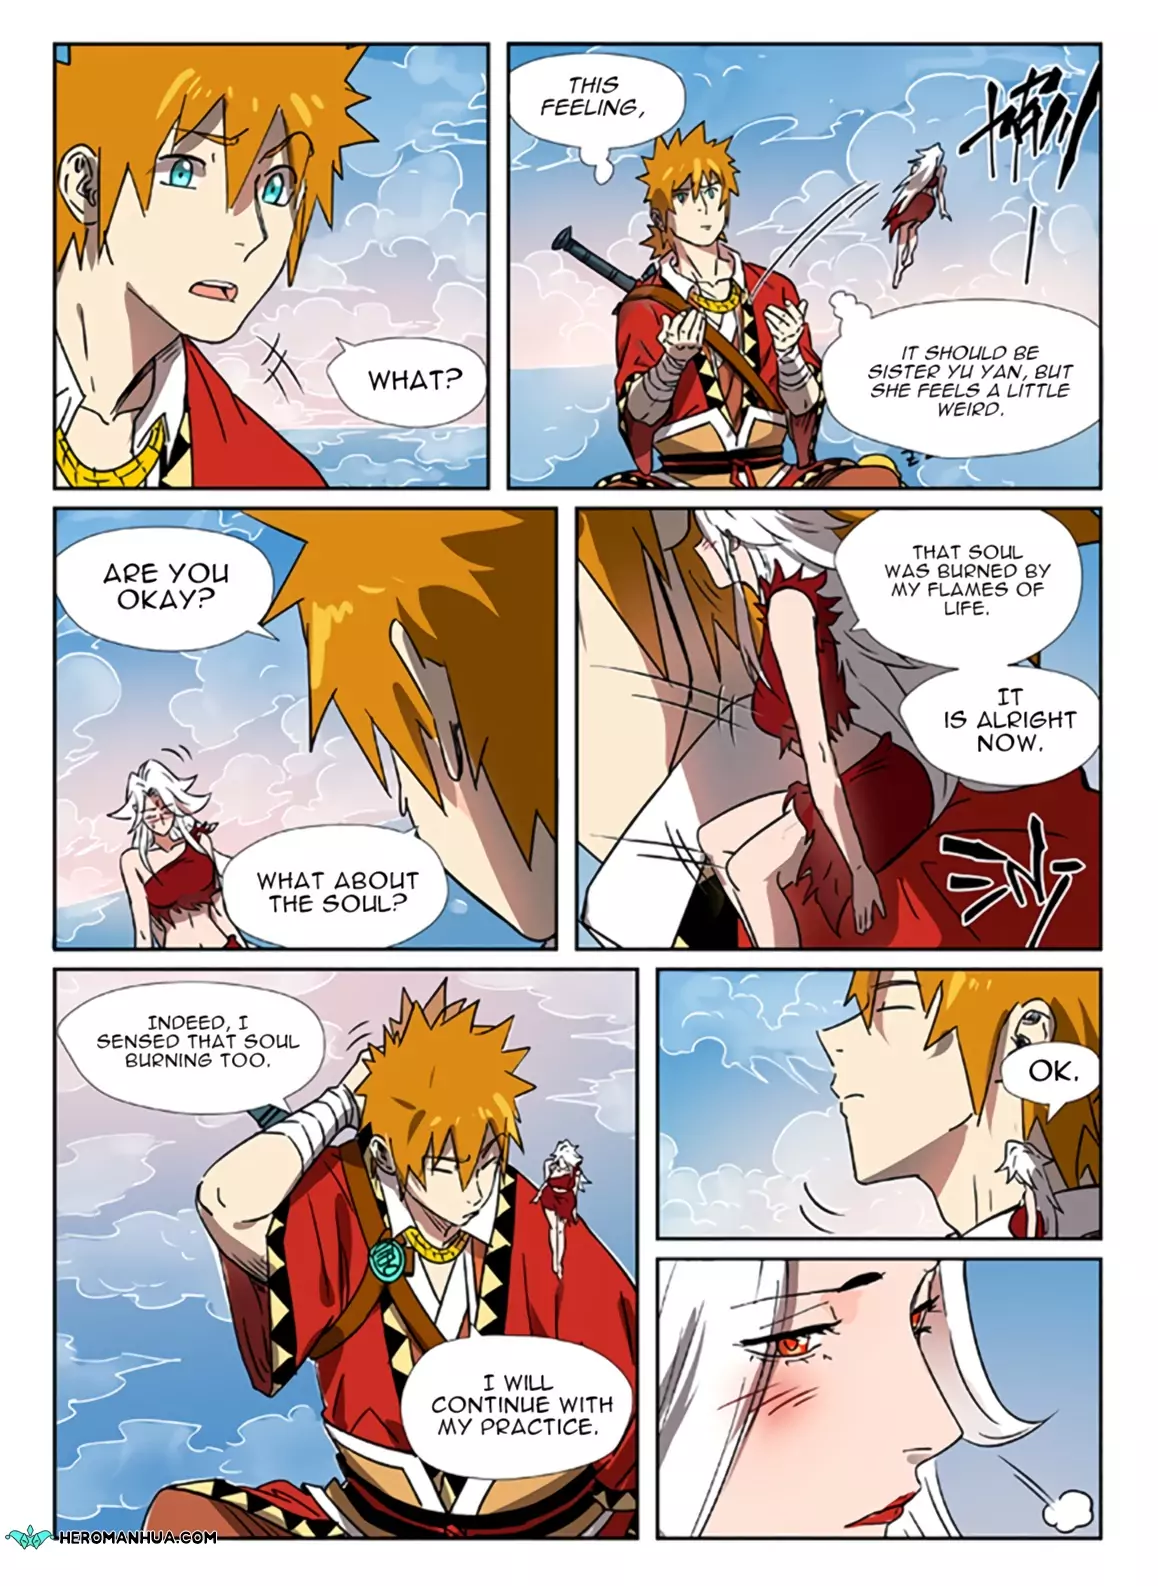 WHAT?
THIS
FEELING,
IT SHOULD BE
SISTER YU YAN, BUT
SHE FEELS A LITTLE
WEIRD.
ARE YOU
OKAY?
WHAT ABOUT
THE SOUL?
THAT SOUL
WAS BURNED BY
MY FLAMES OF
LIFE.
IT
IS ALRIGHT
NOW.
INDEED, I
SENSED THAT SOUL
BURNING TOO.
I WILL
CONTINUE WITH
MY PRACTICE.
OK.
HEROMANHUA.COM